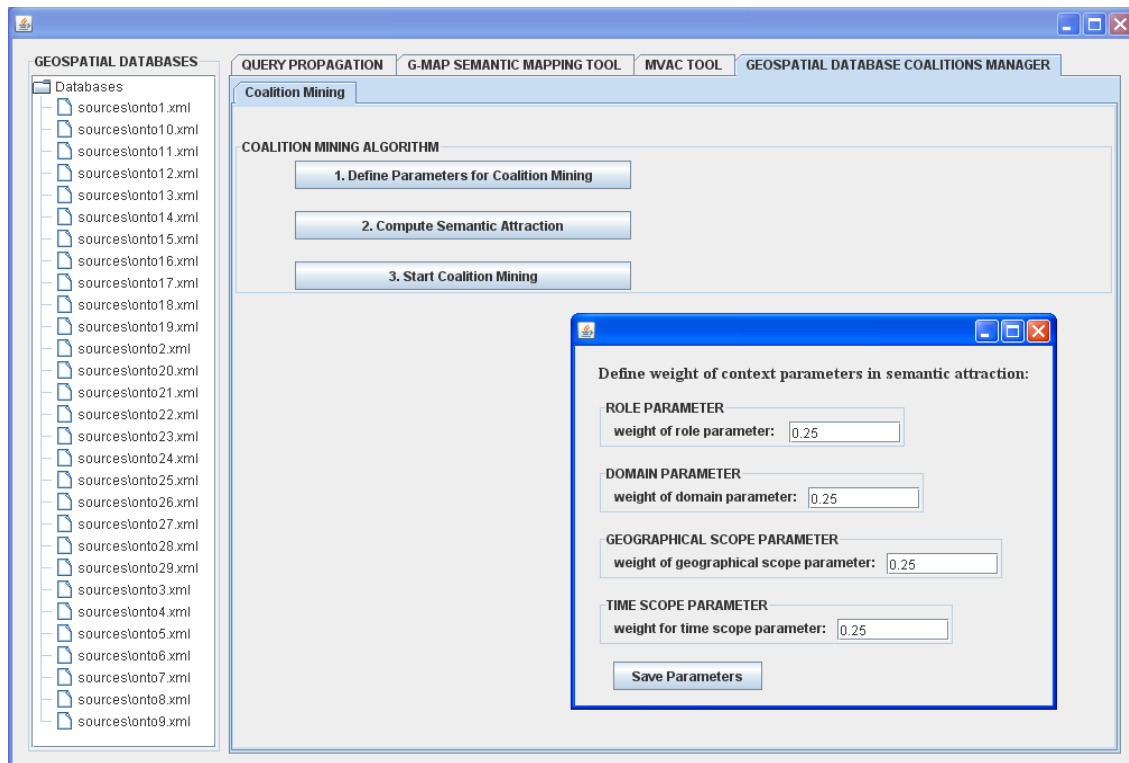 GEOSPATIAL DATABASES
Databases
sources\onto1.xml
sources\onto10.xml
sources\onto11.xml
sources\onto12.xml
sources\onto13.xml
sources\onto14.xml
sources\onto15.xml
sources\onto16.xml
sources\onto17.xml
sources\onto18.xml
sources\onto19.xml
sources\onto2.xml
sources\onto20.xml
sources\onto21.xml
sources\onto22.xml
sources\onto23.xml
sources\onto24.xml
sources\onto25.xml
sources\onto26.xml
sources\onto27.xml
sources\onto28.xml
sources\onto29.xml
sources\onto3.xml
sources\onto4.xml
sources\onto5.xml
sources\onto6.xml
sources\onto7.xml
sources\onto8.xml
sources\onto9.xml
QUERY PROPAGATION G-MAP SEMANTIC MAPPING TOOL MVAC TOOL GEOSPATIAL DATABASE COALITIONS MANAGER
Coalition Mining
COALITION MINING ALGORITHM
1. Define Parameters for Coalition Mining
2. Compute Semantic Attraction
3. Start Coalition Mining
Define weight of context parameters in semantic attraction:
ROLE PARAMETER
weight of role parameter: 0.25
DOMAIN PARAMETER
weight of domain parameter: 0.25
GEOGRAPHICAL SCOPE PARAMETER
weight of geographical scope parameter: 0.25
TIME SCOPE PARAMETER
weight for time scope parameter: 0.25
Save Parameters